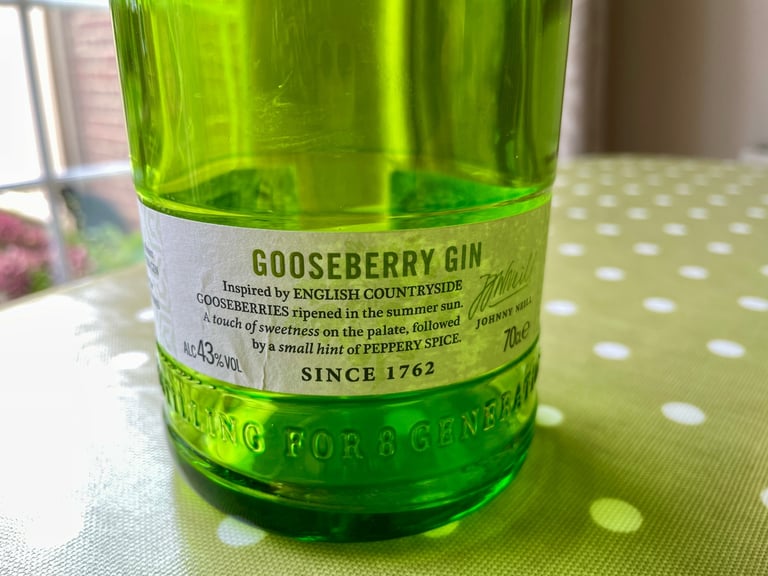 GOOSEBERRY GIN
Inspired by ENGLISH COUNTRYSIDE
GOOSEBERRIES ripened in the summer sun.
A touch of sweetness on the palate, followed
by a small hint of PEPPERY SPICE.
JOHNNY NEILL
70cl e
ALC 43% VOL
SINCE 1762
FOR 8